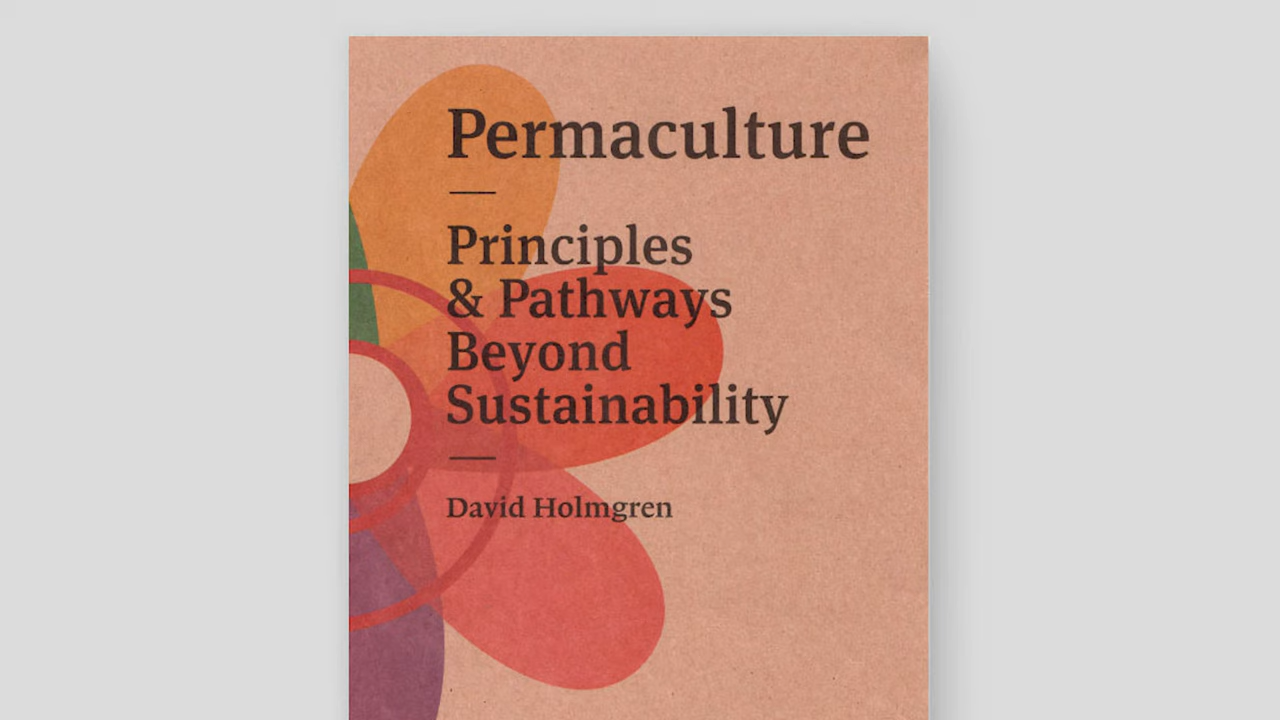 Permaculture
Principles
& Pathways
Beyond
Sustainability
David Holmgren